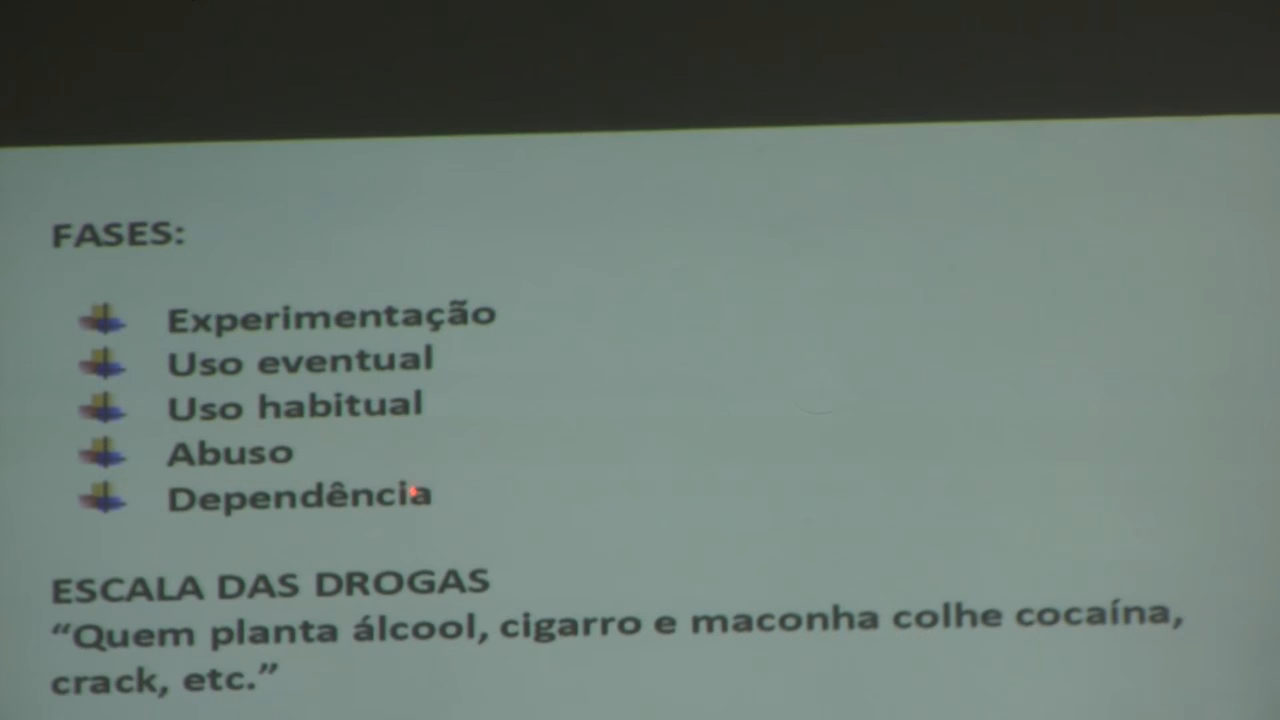 FASES:
Experimentação
Uso eventual
Uso habitual
Abuso
Dependência
ESCALA DAS DROGAS
“Quem planta álcool, cigarro e maconha colhe cocaína,
crack, etc.”